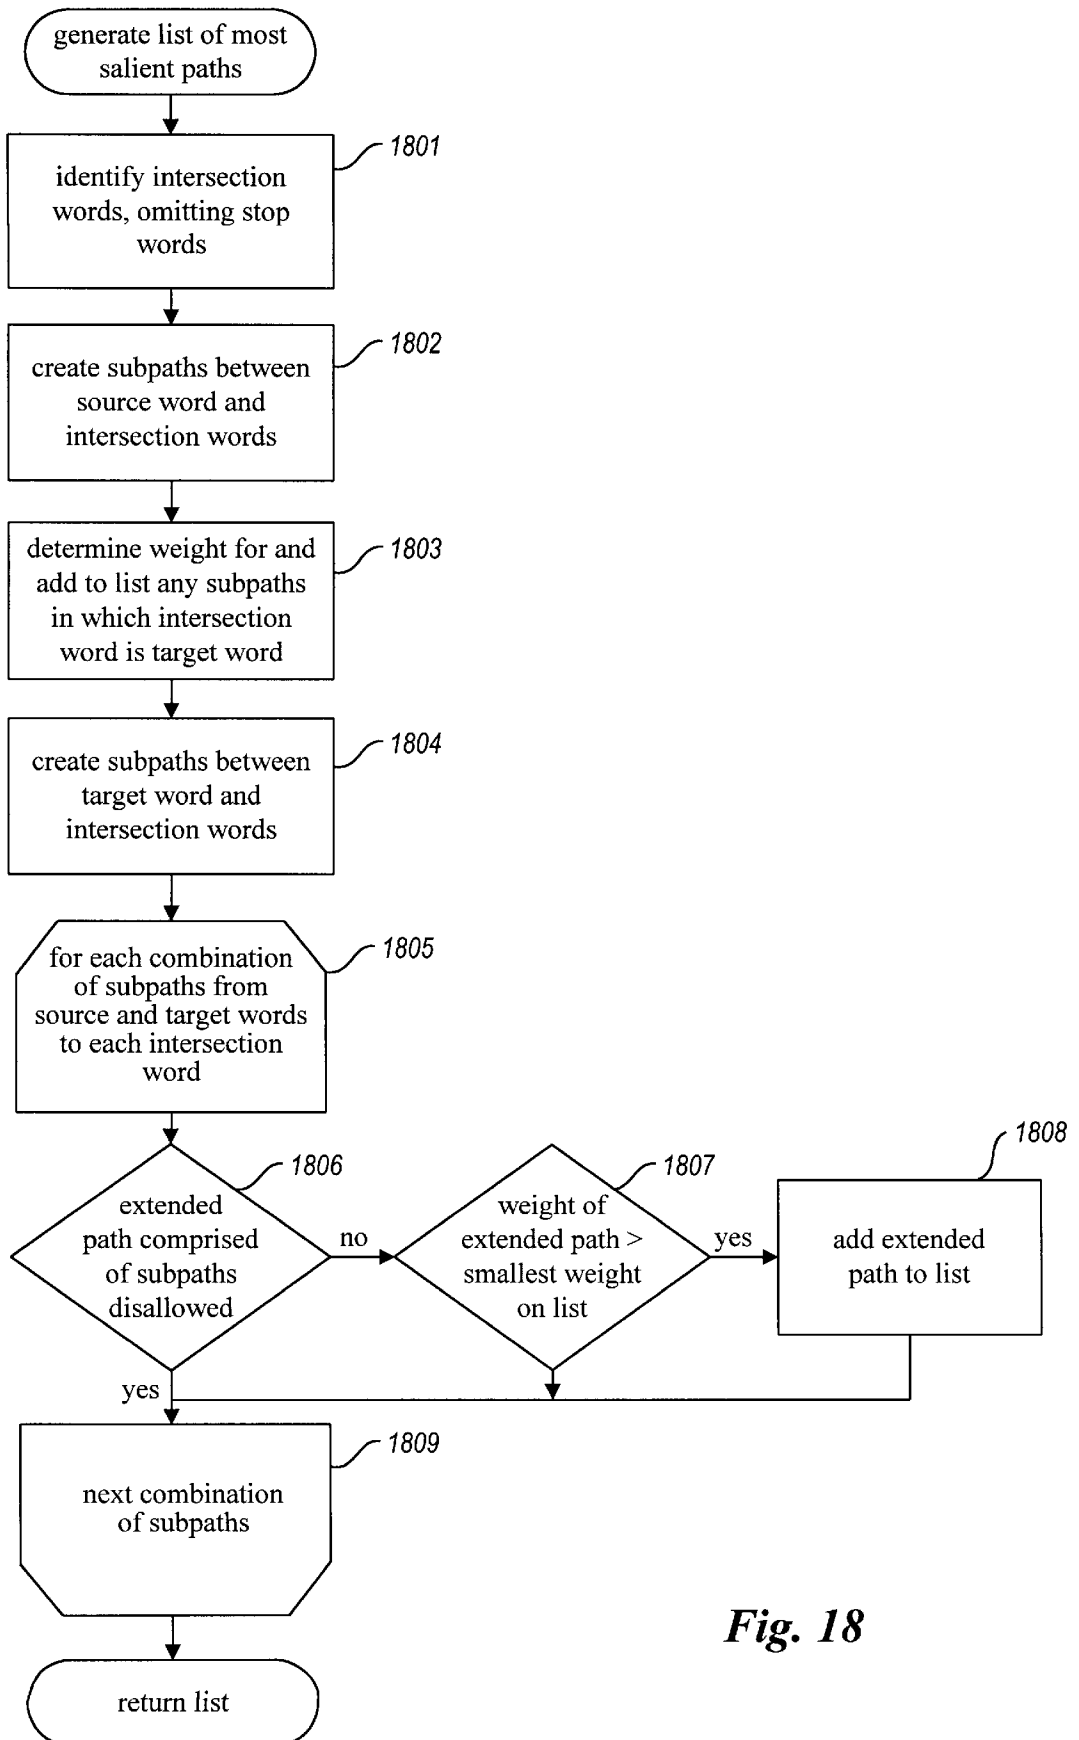 generate list of most
salient paths
1801
identify intersection
words, omitting stop
words
1802
create subpaths between
source word and
intersection words
1803
determine weight for and
add to list any subpaths
in which intersection
word is target word
1804
create subpaths between
target word and
intersection words
1805
for each combination
of subpaths from
source and target words
to each intersection
word
1806
extended
path comprised
of subpaths
disallowed
no
1807
weight of
extended path >
smallest weight
on list
yes
1808
add extended
path to list
yes
1809
next combination
of subpaths
return list
Fig. 18